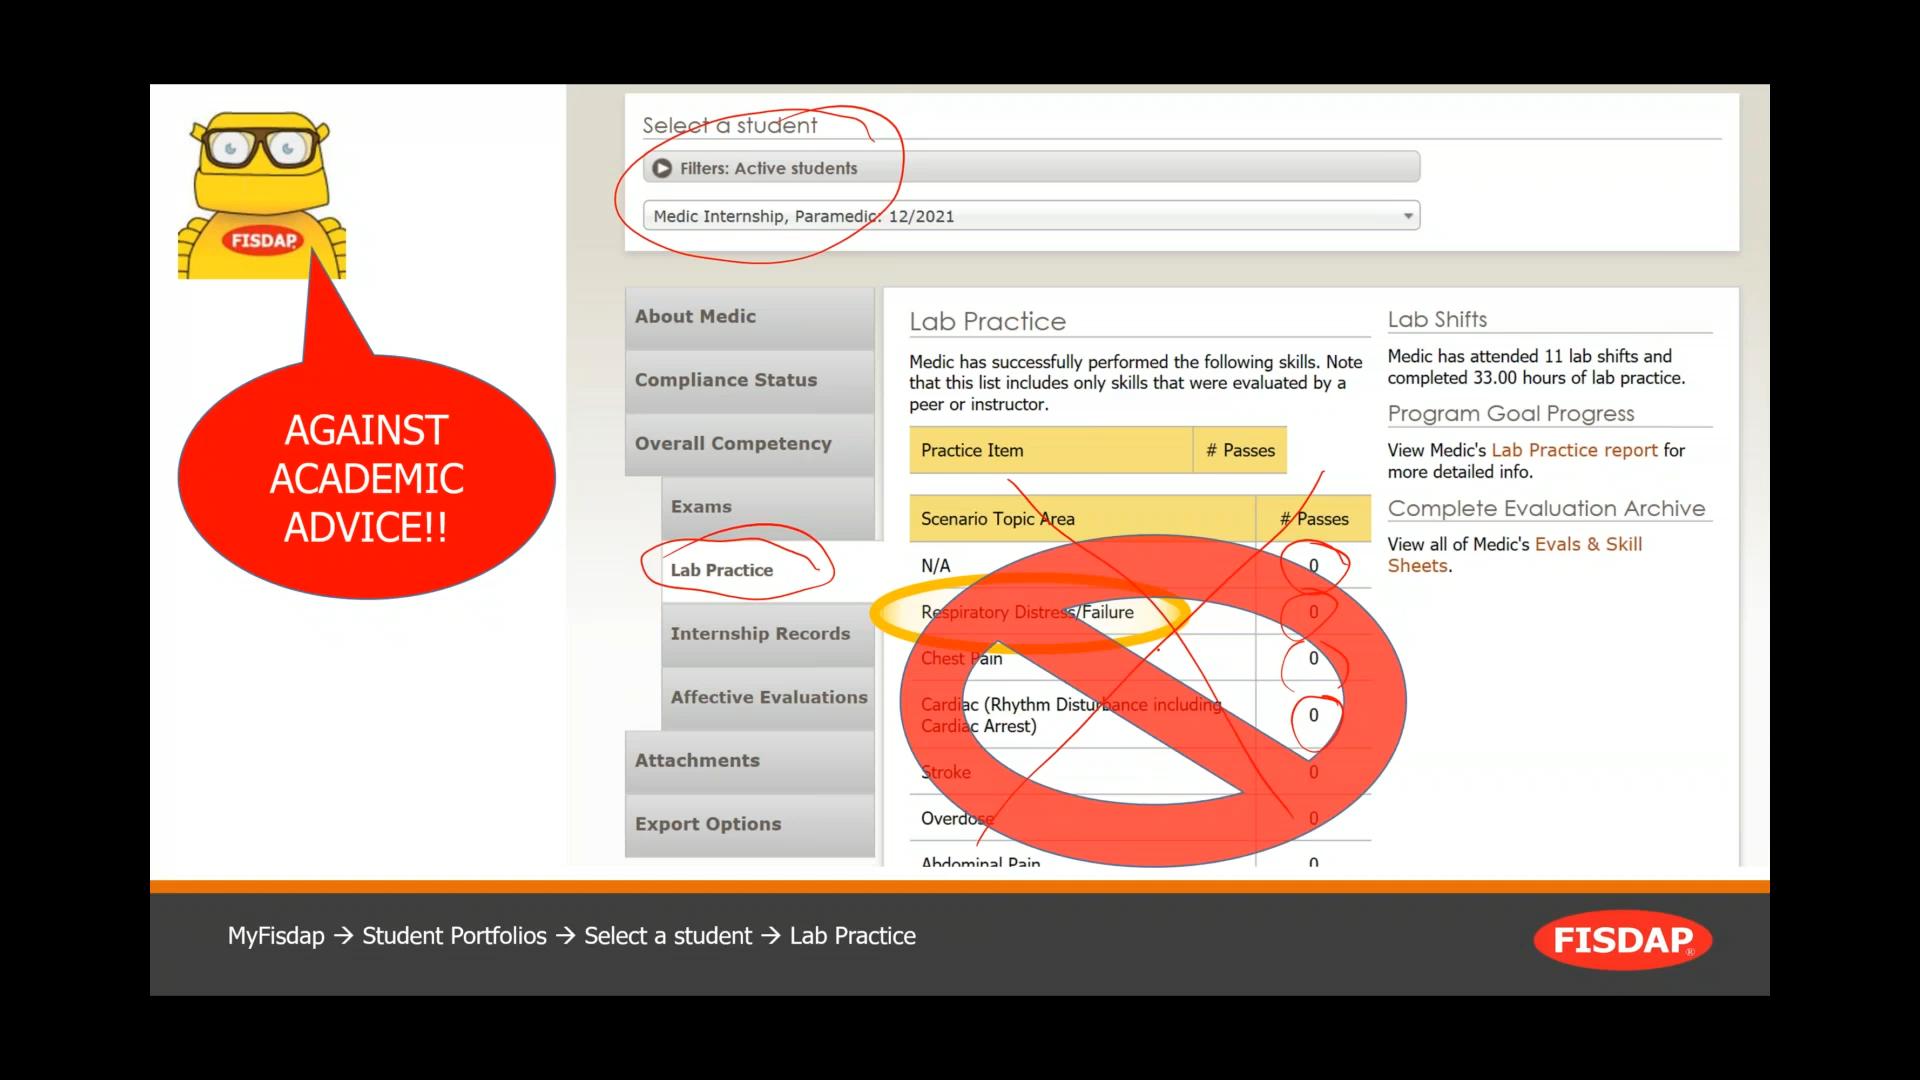 FISDAP
AGAINST
ACADEMIC
ADVICE!!
Select a student
Filters: Active students
Medic Internship, Paramedic: 12/2021
About Medic
Compliance Status
Overall Competency
Exams
Lab Practice
Internship Records
Affective Evaluations
Attachments
Export Options
Lab Practice
Medic has successfully performed the following skills. Note
that this list includes only skills that were evaluated by a
peer or instructor.
Practice Item # Passes
Scenario Topic Area # Passes
N/A 0
Respiratory Distress/Failure 0
Chest Pain 0
Cardiac (Rhythm Disturbance including
Cardiac Arrest) 0
Stroke 0
Overdose 0
Abdominal Pain 0
Lab Shifts
Medic has attended 11 lab shifts and
completed 33.00 hours of lab practice.
Program Goal Progress
View Medic's Lab Practice report for
more detailed info.
Complete Evaluation Archive
View all of Medic's Evals & Skill
Sheets.
MyFisdap → Student Portfolios → Select a student → Lab Practice
FISDAP®